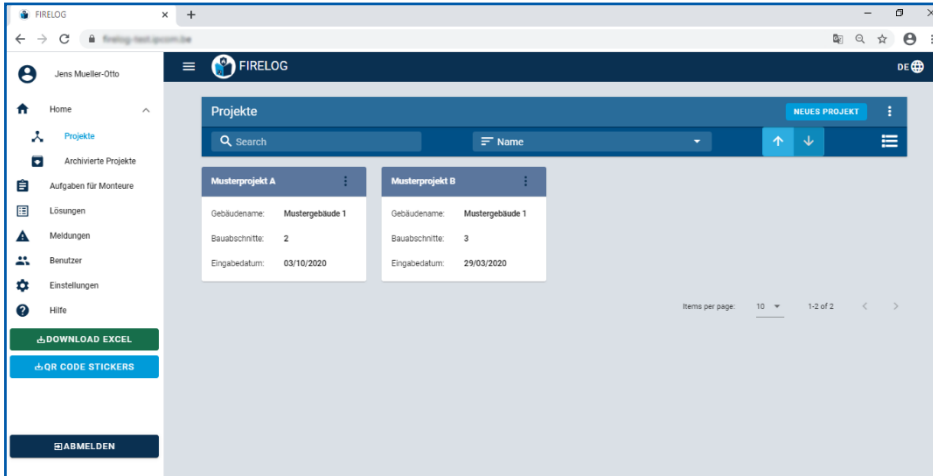 FIRELOG
Jens Mueller-Otto
FIRELOG
DE
Home
Projekte
Archivierte Projekte
Aufgaben für Monteure
Lösungen
Meldungen
Benutzer
Einstellungen
Hilfe
DOWNLOAD EXCEL
QR CODE STICKERS
ABMELDEN
Projekte
NEUES PROJEKT
Search
Name
Musterprojekt A
Gebäudename: Mustergebäude 1
Bauabschnitte: 2
Eingabedatum: 03/10/2020
Musterprojekt B
Gebäudename: Mustergebäude 1
Bauabschnitte: 3
Eingabedatum: 29/03/2020
Items per page: 10 1-2 of 2